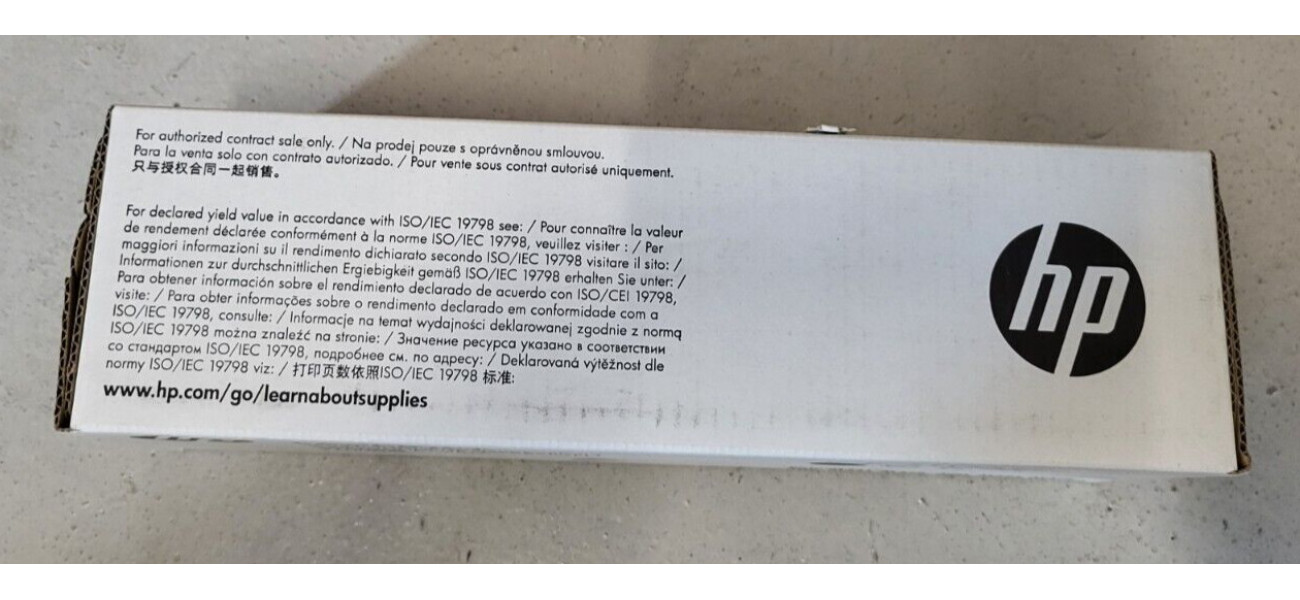 For authorized contract sale only. / Na prodej pouze s oprávněnou smlouvou.
Para la venta solo con contrato autorizado. / Pour vente sous contrat autorisé uniquement.
只与授权合同一起销售。
For declared yield value in accordance with ISO/IEC 19798 see: / Pour connaître la valeur
de rendement déclarée conformément à la norme ISO/IEC 19798, veuillez visiter : / Per
maggiori informazioni su il rendimento dichiarato secondo ISO/IEC 19798 visitare il sito: /
Informationen zur durchschnittlichen Ergiebigkeit gemäß ISO/IEC 19798 erhalten Sie unter: /
Para obtener información sobre el rendimiento declarado de acuerdo con ISO/CEI 19798,
visite: / Para obter informações sobre o rendimento declarado em conformidade com a
ISO/IEC 19798, consulte: / Informacje na temat wydajności deklarowanej zgodnie z normą
ISO/IEC 19798 można znaleźć na stronie: / Значение ресурса указано в соответствии
со стандартом ISO/IEC 19798, подробнее см. по адресу: / Deklarovaná výtěžnost dle
normy ISO/IEC 19798 viz: / 打印页数依照ISO/IEC 19798 标准:
www.hp.com/go/learnaboutsupplies
hp